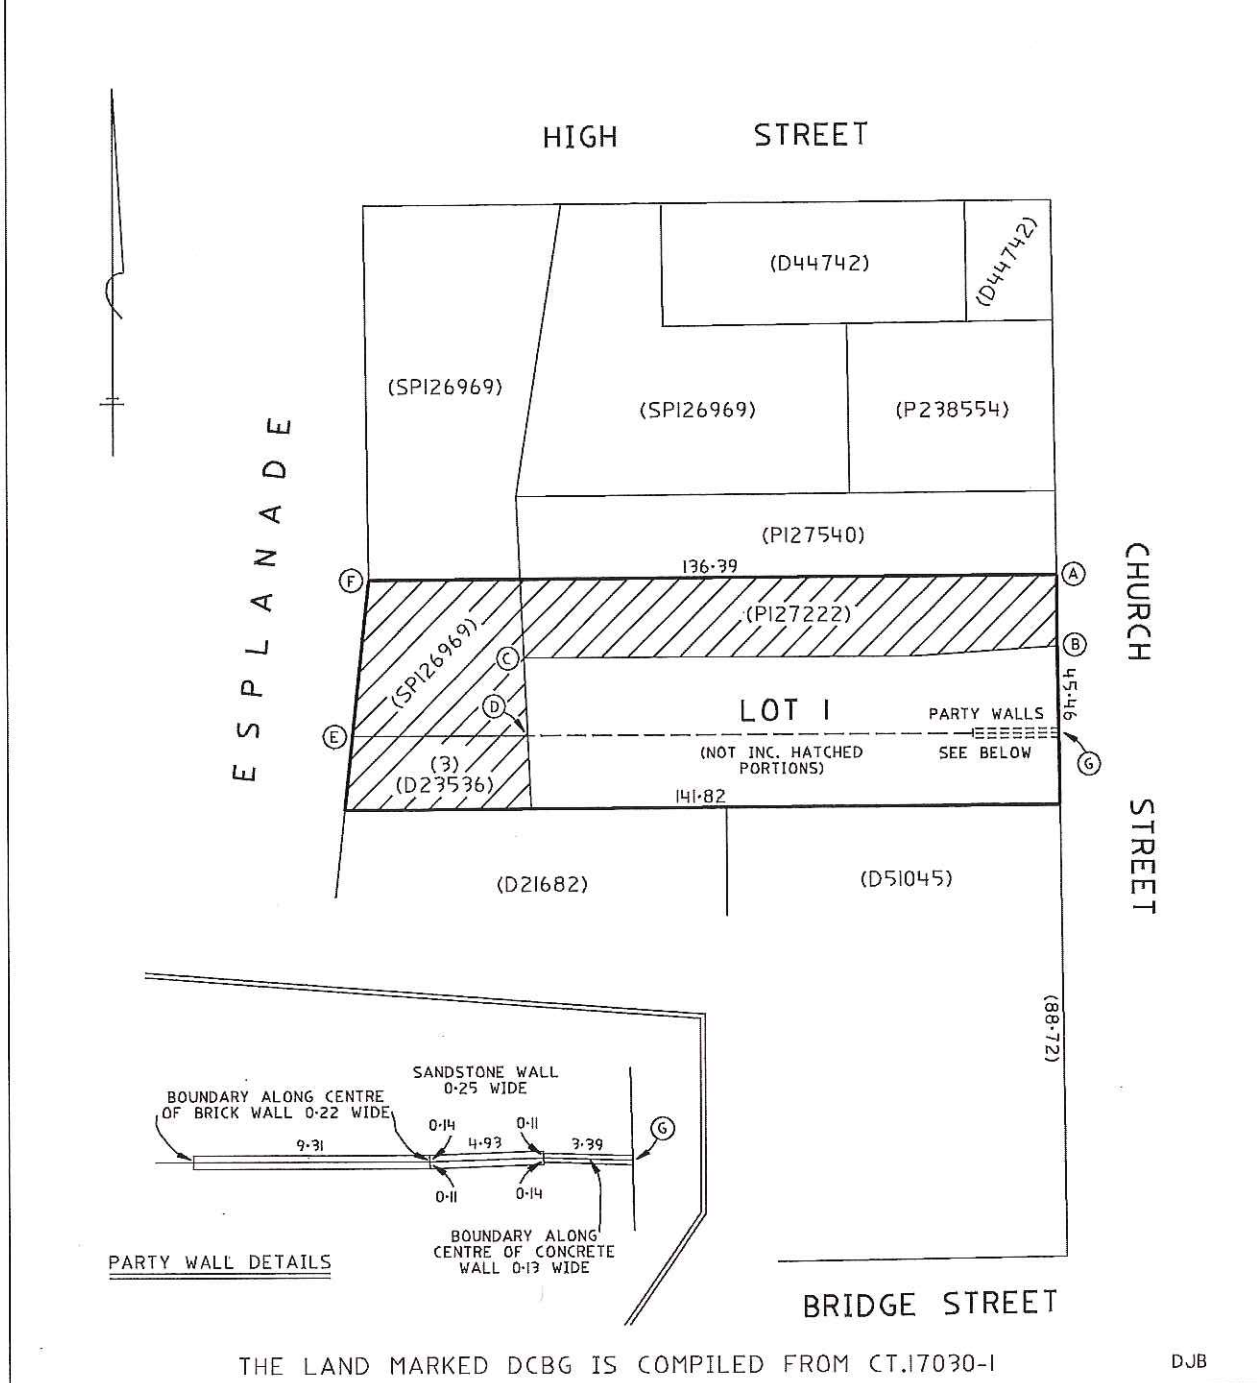 HIGH STREET
(D44742)
(D44742)
(SP126969)
(SP126969)
(P238554)
ESPLANADE
(P127540)
136·39
F
A
CHURCH STREET
(P127222)
B
(SP126969)
C
45·46
D
LOT 1
PARTY WALLS
E
(NOT INC. HATCHED
PORTIONS)
SEE BELOW
G
(3)
(D23536)
141·82
(D21682)
(D51045)
(88·72)
SANDSTONE WALL
0·25 WIDE
BOUNDARY ALONG CENTRE
OF BRICK WALL 0·22 WIDE
0·14
0·11
G
9·31
4·93
3·39
0·11
0·14
BOUNDARY ALONG
CENTRE OF CONCRETE
WALL 0·13 WIDE
PARTY WALL DETAILS
BRIDGE STREET
THE LAND MARKED DCBG IS COMPILED FROM CT.17030-1
DJB